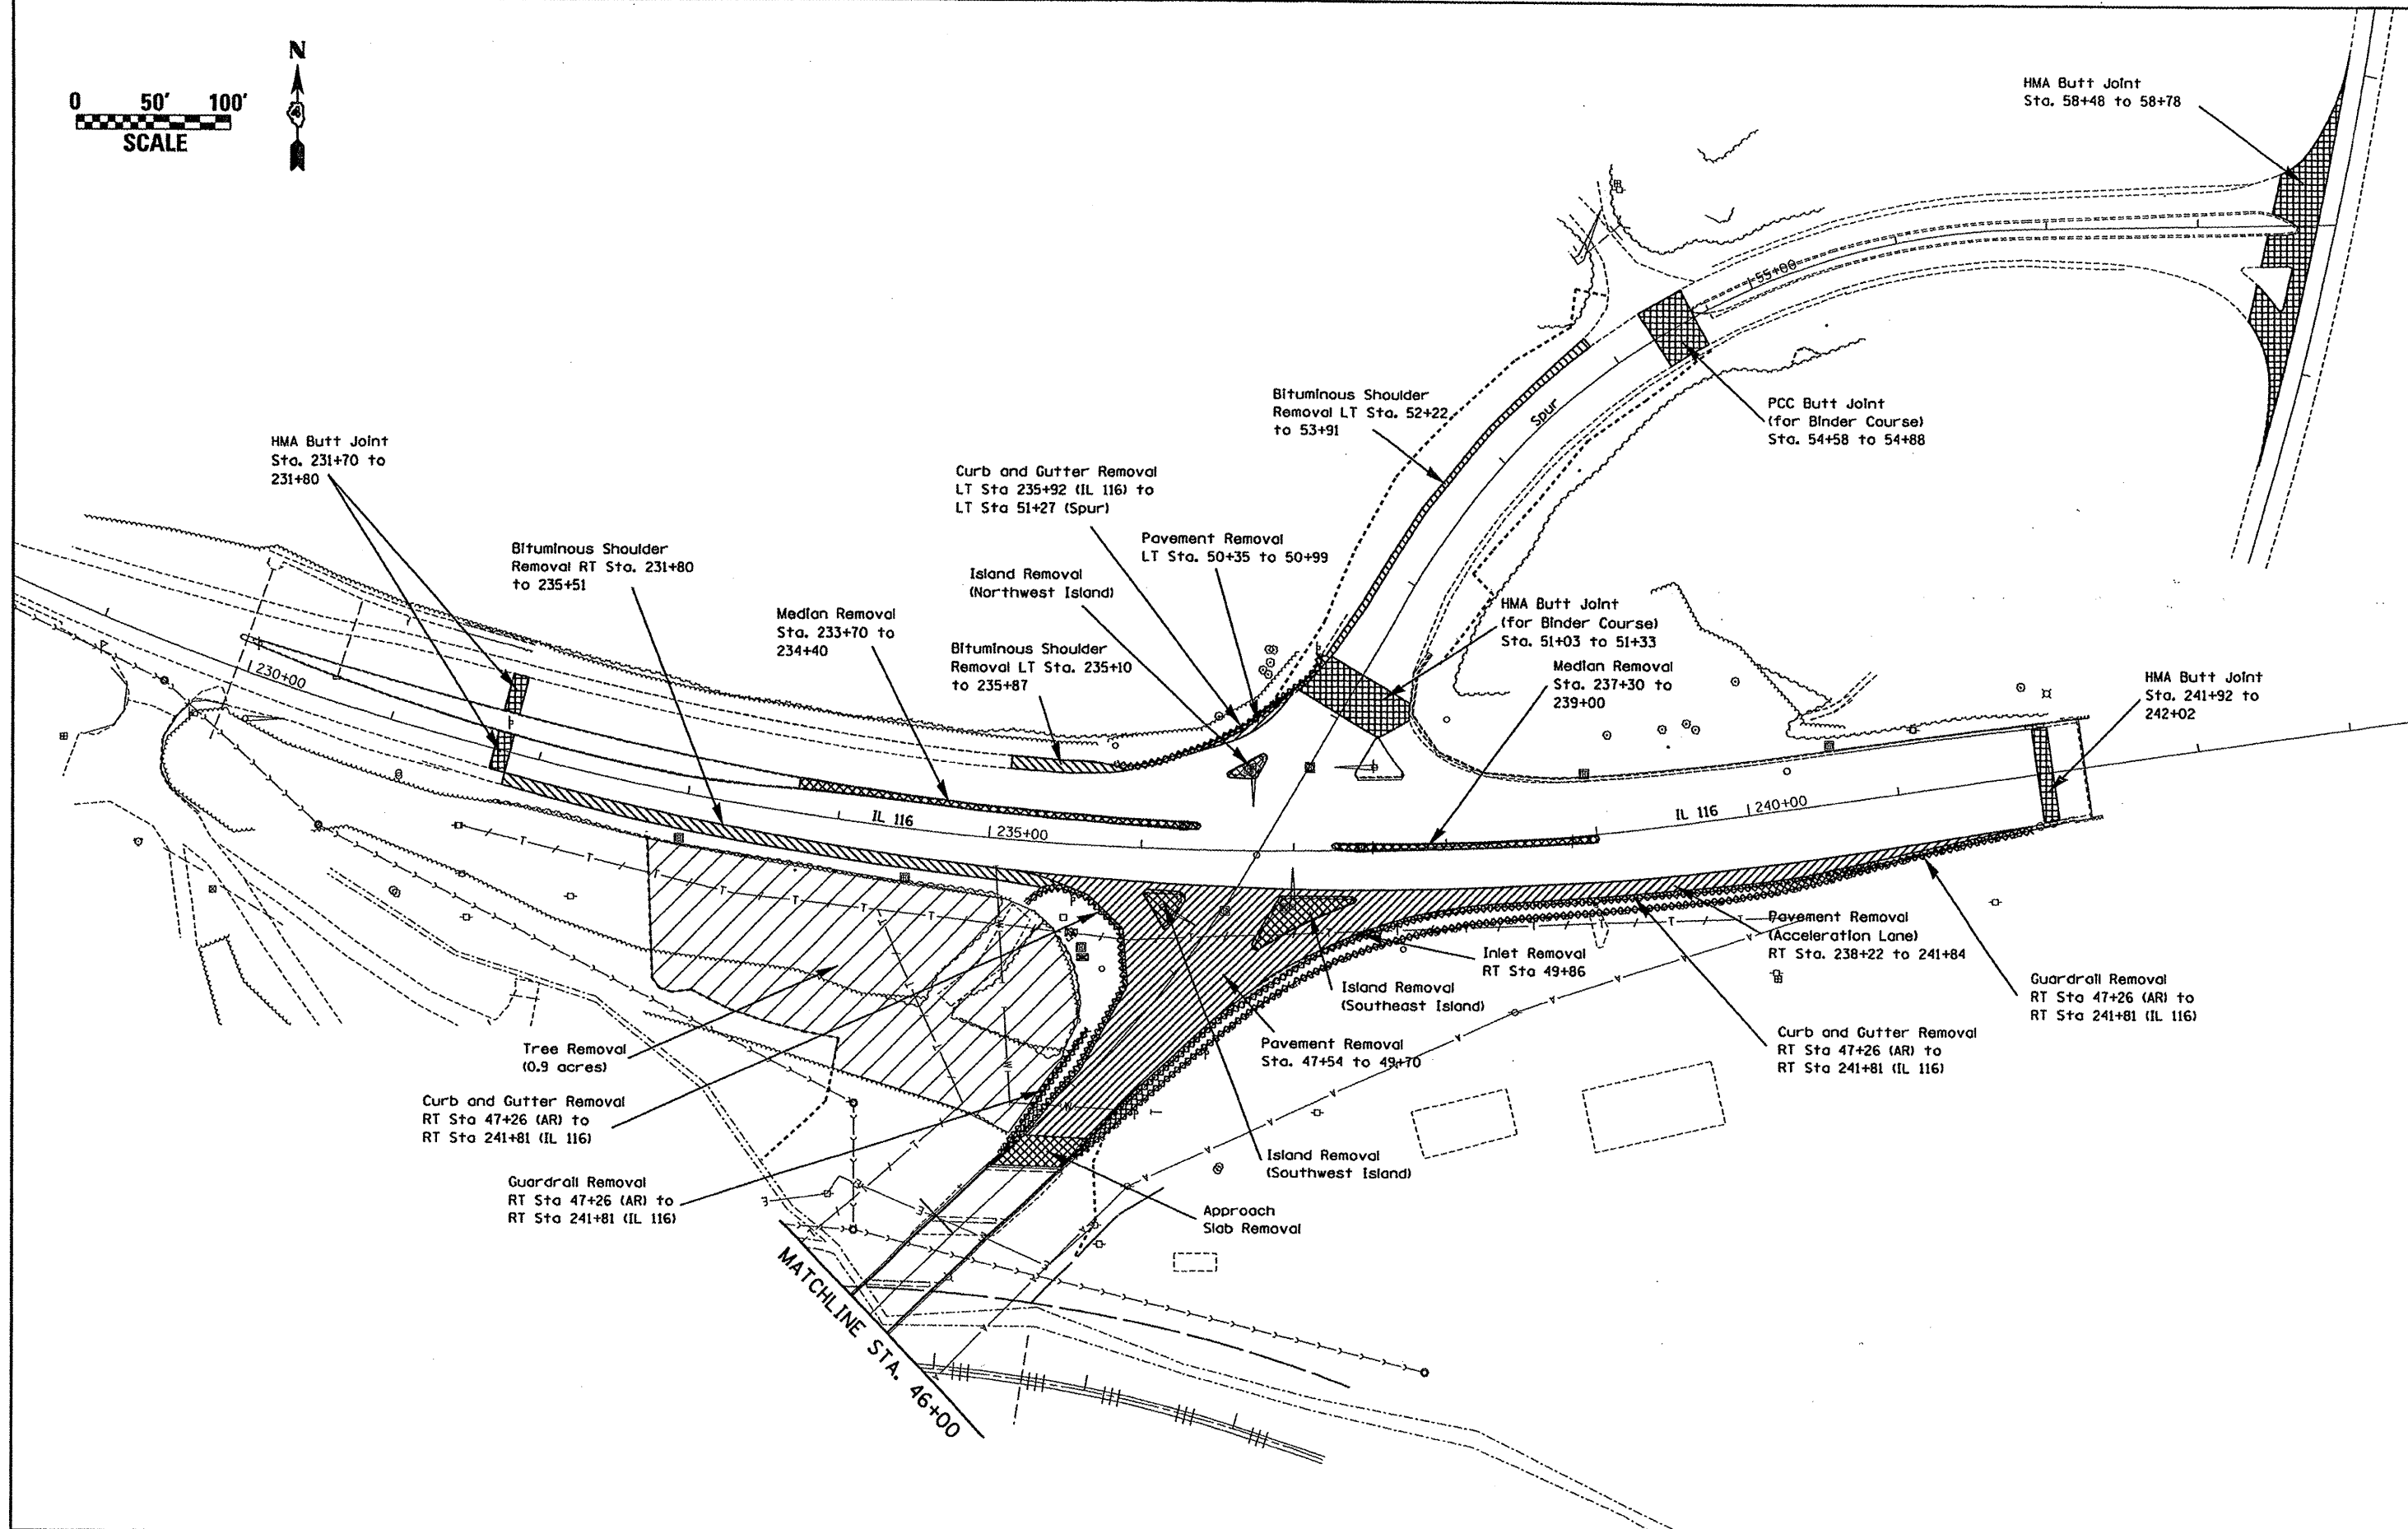 N
0 50' 100'
SCALE
HMA Butt Joint
Sta. 58+48 to 58+78
55+00
Spur
Bituminous Shoulder
Removal LT Sta. 52+22
to 53+91
PCC Butt Joint
(for Binder Course)
Sta. 54+58 to 54+88
HMA Butt Joint
Sta. 231+70 to
231+80
Curb and Gutter Removal
LT Sta 235+92 (IL 116) to
LT Sta 51+27 (Spur)
Bituminous Shoulder
Removal RT Sta. 231+80
to 235+51
Pavement Removal
LT Sta. 50+35 to 50+99
Island Removal
(Northwest Island)
Median Removal
Sta. 233+70 to
234+40
HMA Butt Joint
(for Binder Course)
Sta. 51+03 to 51+33
Bituminous Shoulder
Removal LT Sta. 235+10
to 235+87
Median Removal
Sta. 237+30 to
239+00
HMA Butt Joint
Sta. 241+92 to
242+02
230+00
IL 116
235+00
IL 116
240+00
Pavement Removal
(Acceleration Lane)
RT Sta. 238+22 to 241+84
Inlet Removal
RT Sta 49+86
Island Removal
(Southeast Island)
Guardrail Removal
RT Sta 47+26 (AR) to
RT Sta 241+81 (IL 116)
Curb and Gutter Removal
RT Sta 47+26 (AR) to
RT Sta 241+81 (IL 116)
Tree Removal
(0.9 acres)
Pavement Removal
Sta. 47+54 to 49+70
Curb and Gutter Removal
RT Sta 47+26 (AR) to
RT Sta 241+81 (IL 116)
Island Removal
(Southwest Island)
Guardrail Removal
RT Sta 47+26 (AR) to
RT Sta 241+81 (IL 116)
Approach
Slab Removal
MATCHLINE STA. 46+00